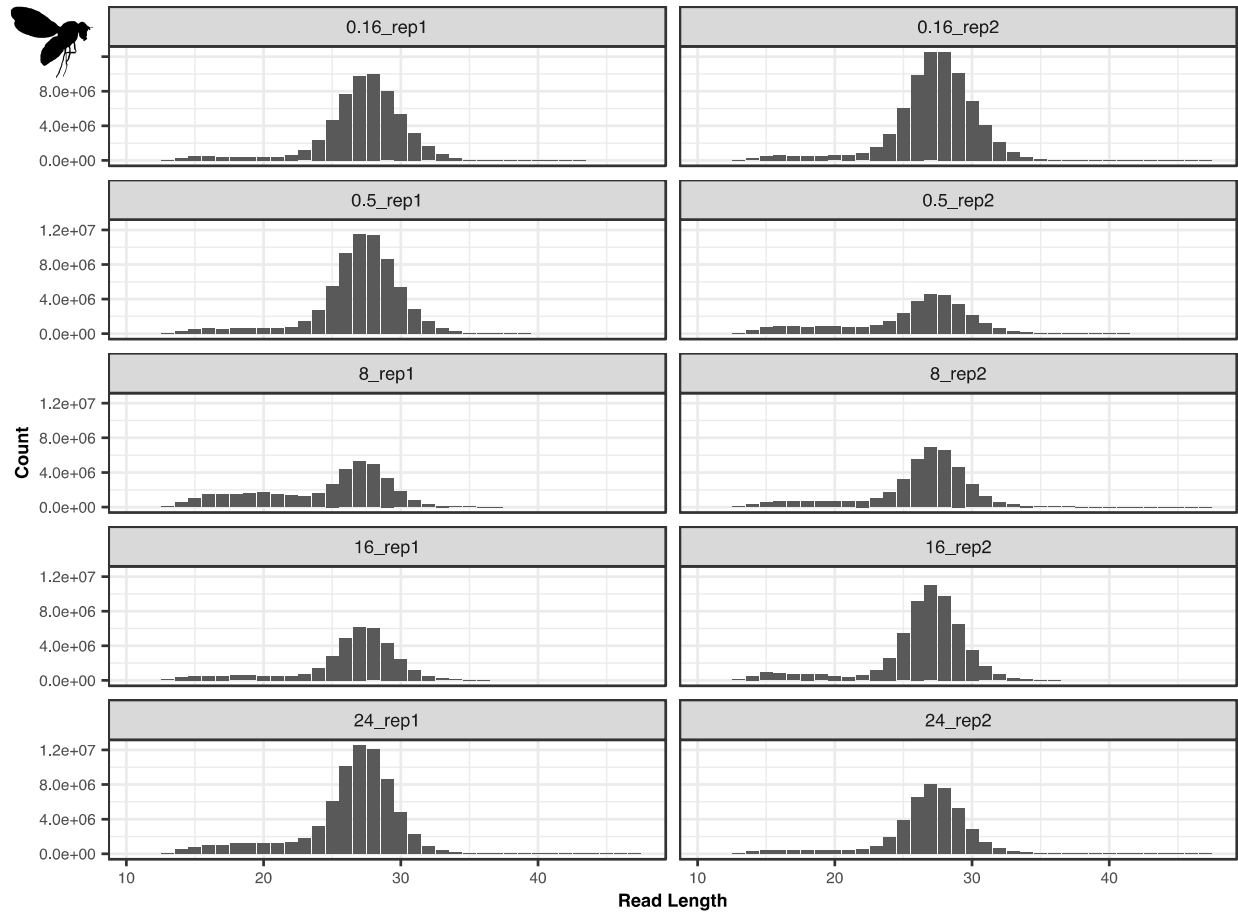 0.16_rep1 0.16_rep2
8.0e+06
4.0e+06
0.0e+00
0.5_rep1 0.5_rep2
1.2e+07
8.0e+06
4.0e+06
0.0e+00
8_rep1 8_rep2
1.2e+07
8.0e+06
4.0e+06
0.0e+00
Count
16_rep1 16_rep2
1.2e+07
8.0e+06
4.0e+06
0.0e+00
24_rep1 24_rep2
1.2e+07
8.0e+06
4.0e+06
0.0e+00
10 20 30 40 10 20 30 40
Read Length